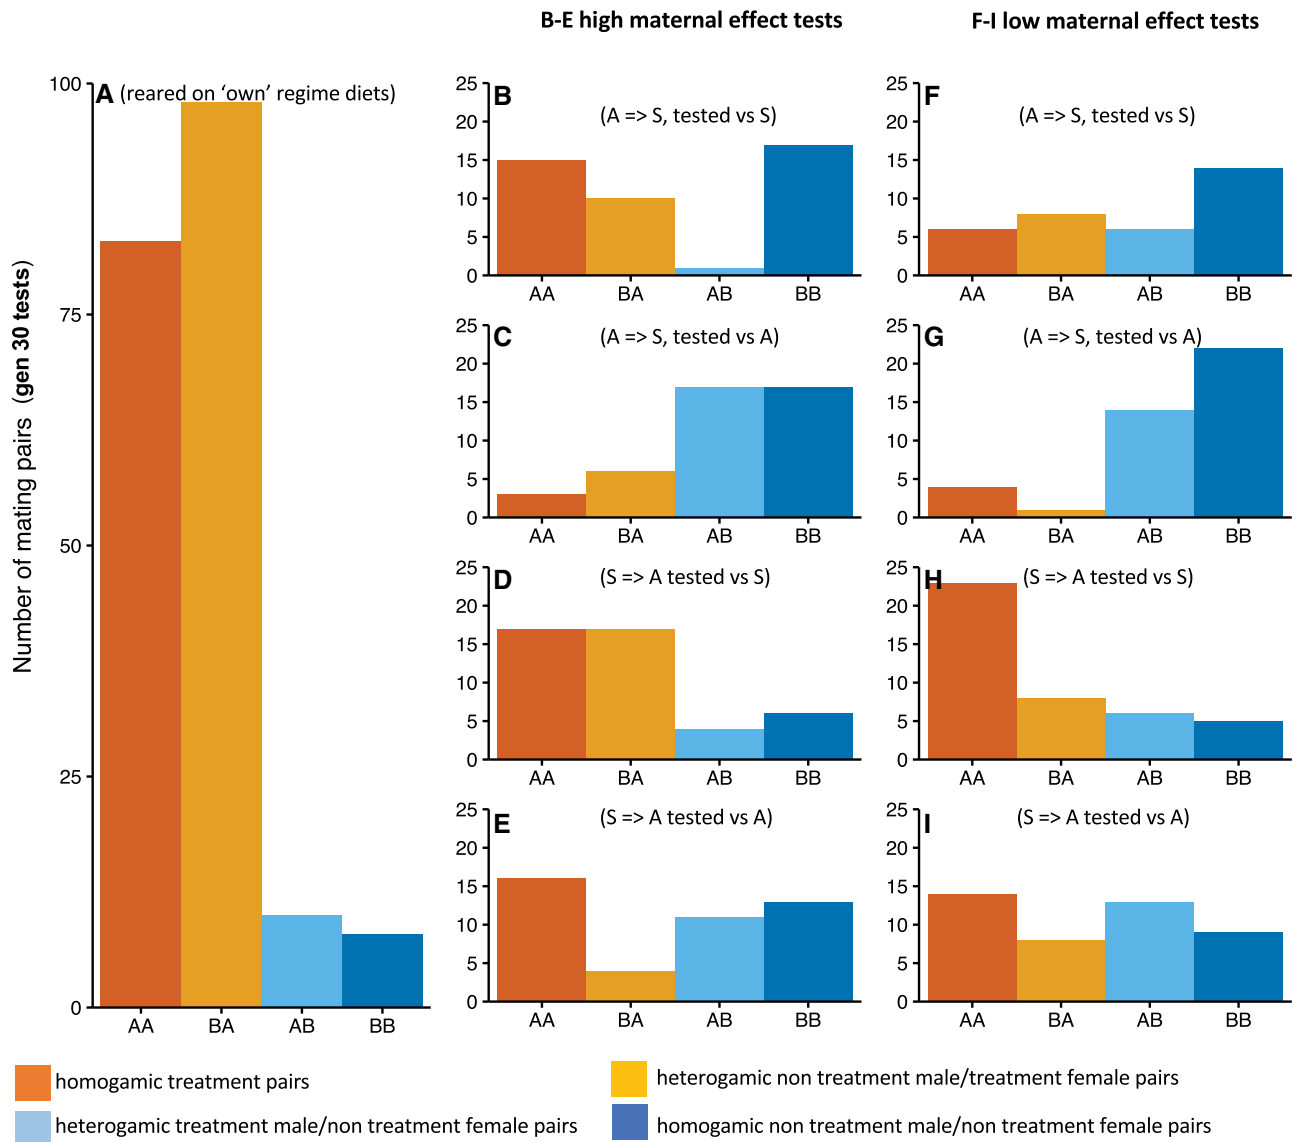 B-E high maternal effect tests
F-I low maternal effect tests
Number of mating pairs (gen 30 tests)
A (reared on ‘own’ regime diets)
100
75
50
25
0
AA BA AB BB
B
(A => S, tested vs S)
25
20
15
10
5
0
AA BA AB BB
F
(A => S, tested vs S)
25
20
15
10
5
0
AA BA AB BB
C
(A => S, tested vs A)
25
20
15
10
5
0
AA BA AB BB
G
(A => S, tested vs A)
25
20
15
10
5
0
AA BA AB BB
D
(S => A tested vs S)
25
20
15
10
5
0
AA BA AB BB
H
(S => A tested vs S)
25
20
15
10
5
0
AA BA AB BB
E
(S => A tested vs A)
25
20
15
10
5
0
AA BA AB BB
I
(S => A tested vs A)
25
20
15
10
5
0
AA BA AB BB
homogamic treatment pairs
heterogamic non treatment male/treatment female pairs
heterogamic treatment male/non treatment female pairs
homogamic non treatment male/non treatment female pairs